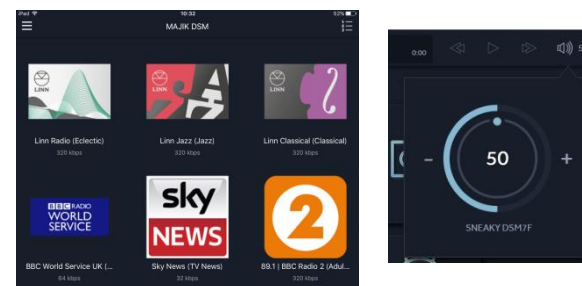 iPad 10:32 52%
MAJIK DSM
LINN LINN LINN
Linn Radio (Eclectic) Linn Jazz (Jazz) Linn Classical (Classical)
320 kbps 320 kbps 320 kbps
BBC RADIO
WORLD
SERVICE
sky
NEWS
2
BBC World Service UK (... Sky News (TV News) 89.1 | BBC Radio 2 (Adul...
64 kbps 32 kbps 320 kbps
0:00 5
- 50 +
SNEAKY DSM7F